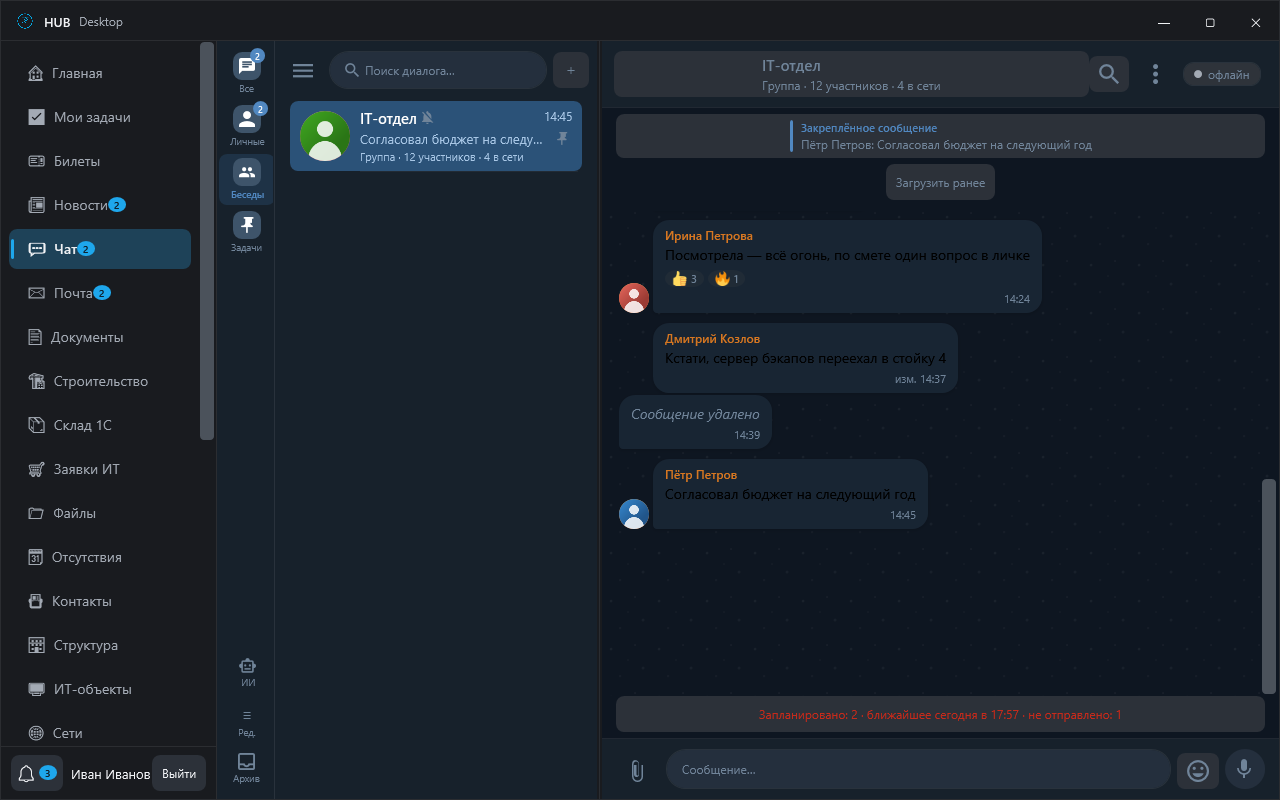 HUB Desktop
Главная
Мои задачи
Билеты
Новости 2
Чат 2
Почта 2
Документы
Строительство
Склад 1С
Заявки ИТ
Файлы
31 Отсутствия
Контакты
Структура
ИТ-объекты
Сети
3 Иван Иванов Выйти
2
Все
2
Личные
Беседы
Задачи
ИИ
Ред.
Архив
Поиск диалога... +
IT-отдел 14:45
Согласовал бюджет на следу...
Группа · 12 участников · 4 в сети
IT-отдел
Группа · 12 участников · 4 в сети
офлайн
Закреплённое сообщение
Пётр Петров: Согласовал бюджет на следующий год
Загрузить ранее
Ирина Петрова
Посмотрела — всё огонь, по смете один вопрос в личке
👍 3 🔥 1
14:24
Дмитрий Козлов
Кстати, сервер бэкапов переехал в стойку 4
изм. 14:37
Сообщение удалено
14:39
Пётр Петров
Согласовал бюджет на следующий год
14:45
Запланировано: 2 · ближайшее сегодня в 17:57 · не отправлено: 1
Сообщение...